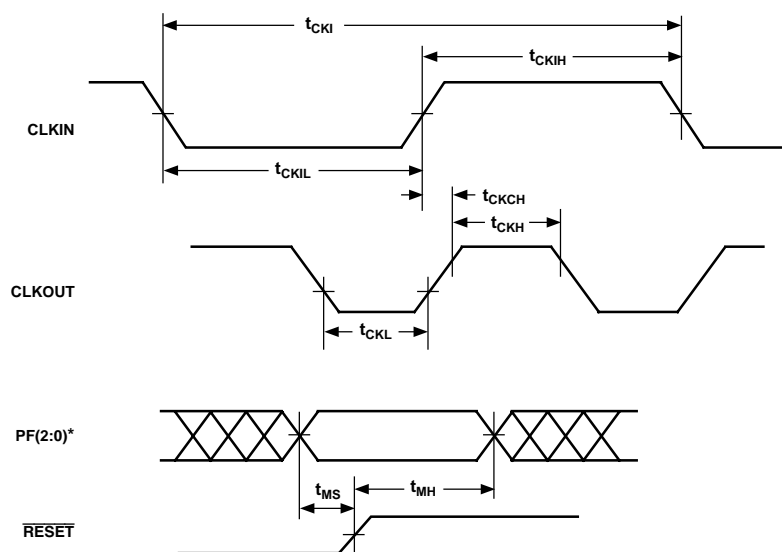 tCKI
tCKIH
CLKIN
tCKIL
tCKCH
tCKH
CLKOUT
tCKL
PF(2:0)*
tMS
tMH
RESET